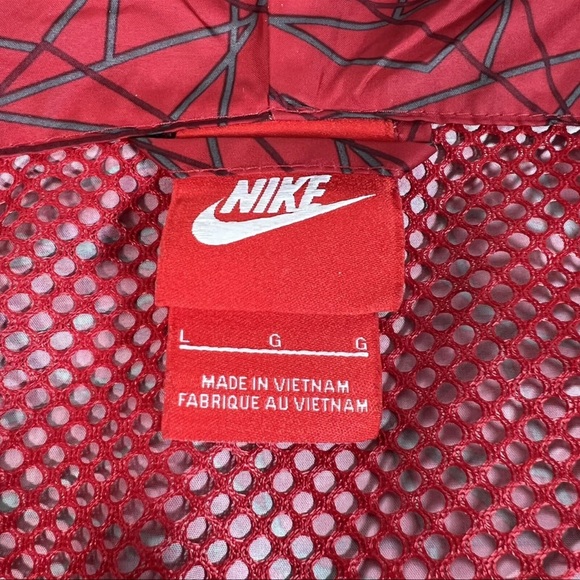 NIKE
L G G
MADE IN VIETNAM
FABRIQUE AU VIETNAM